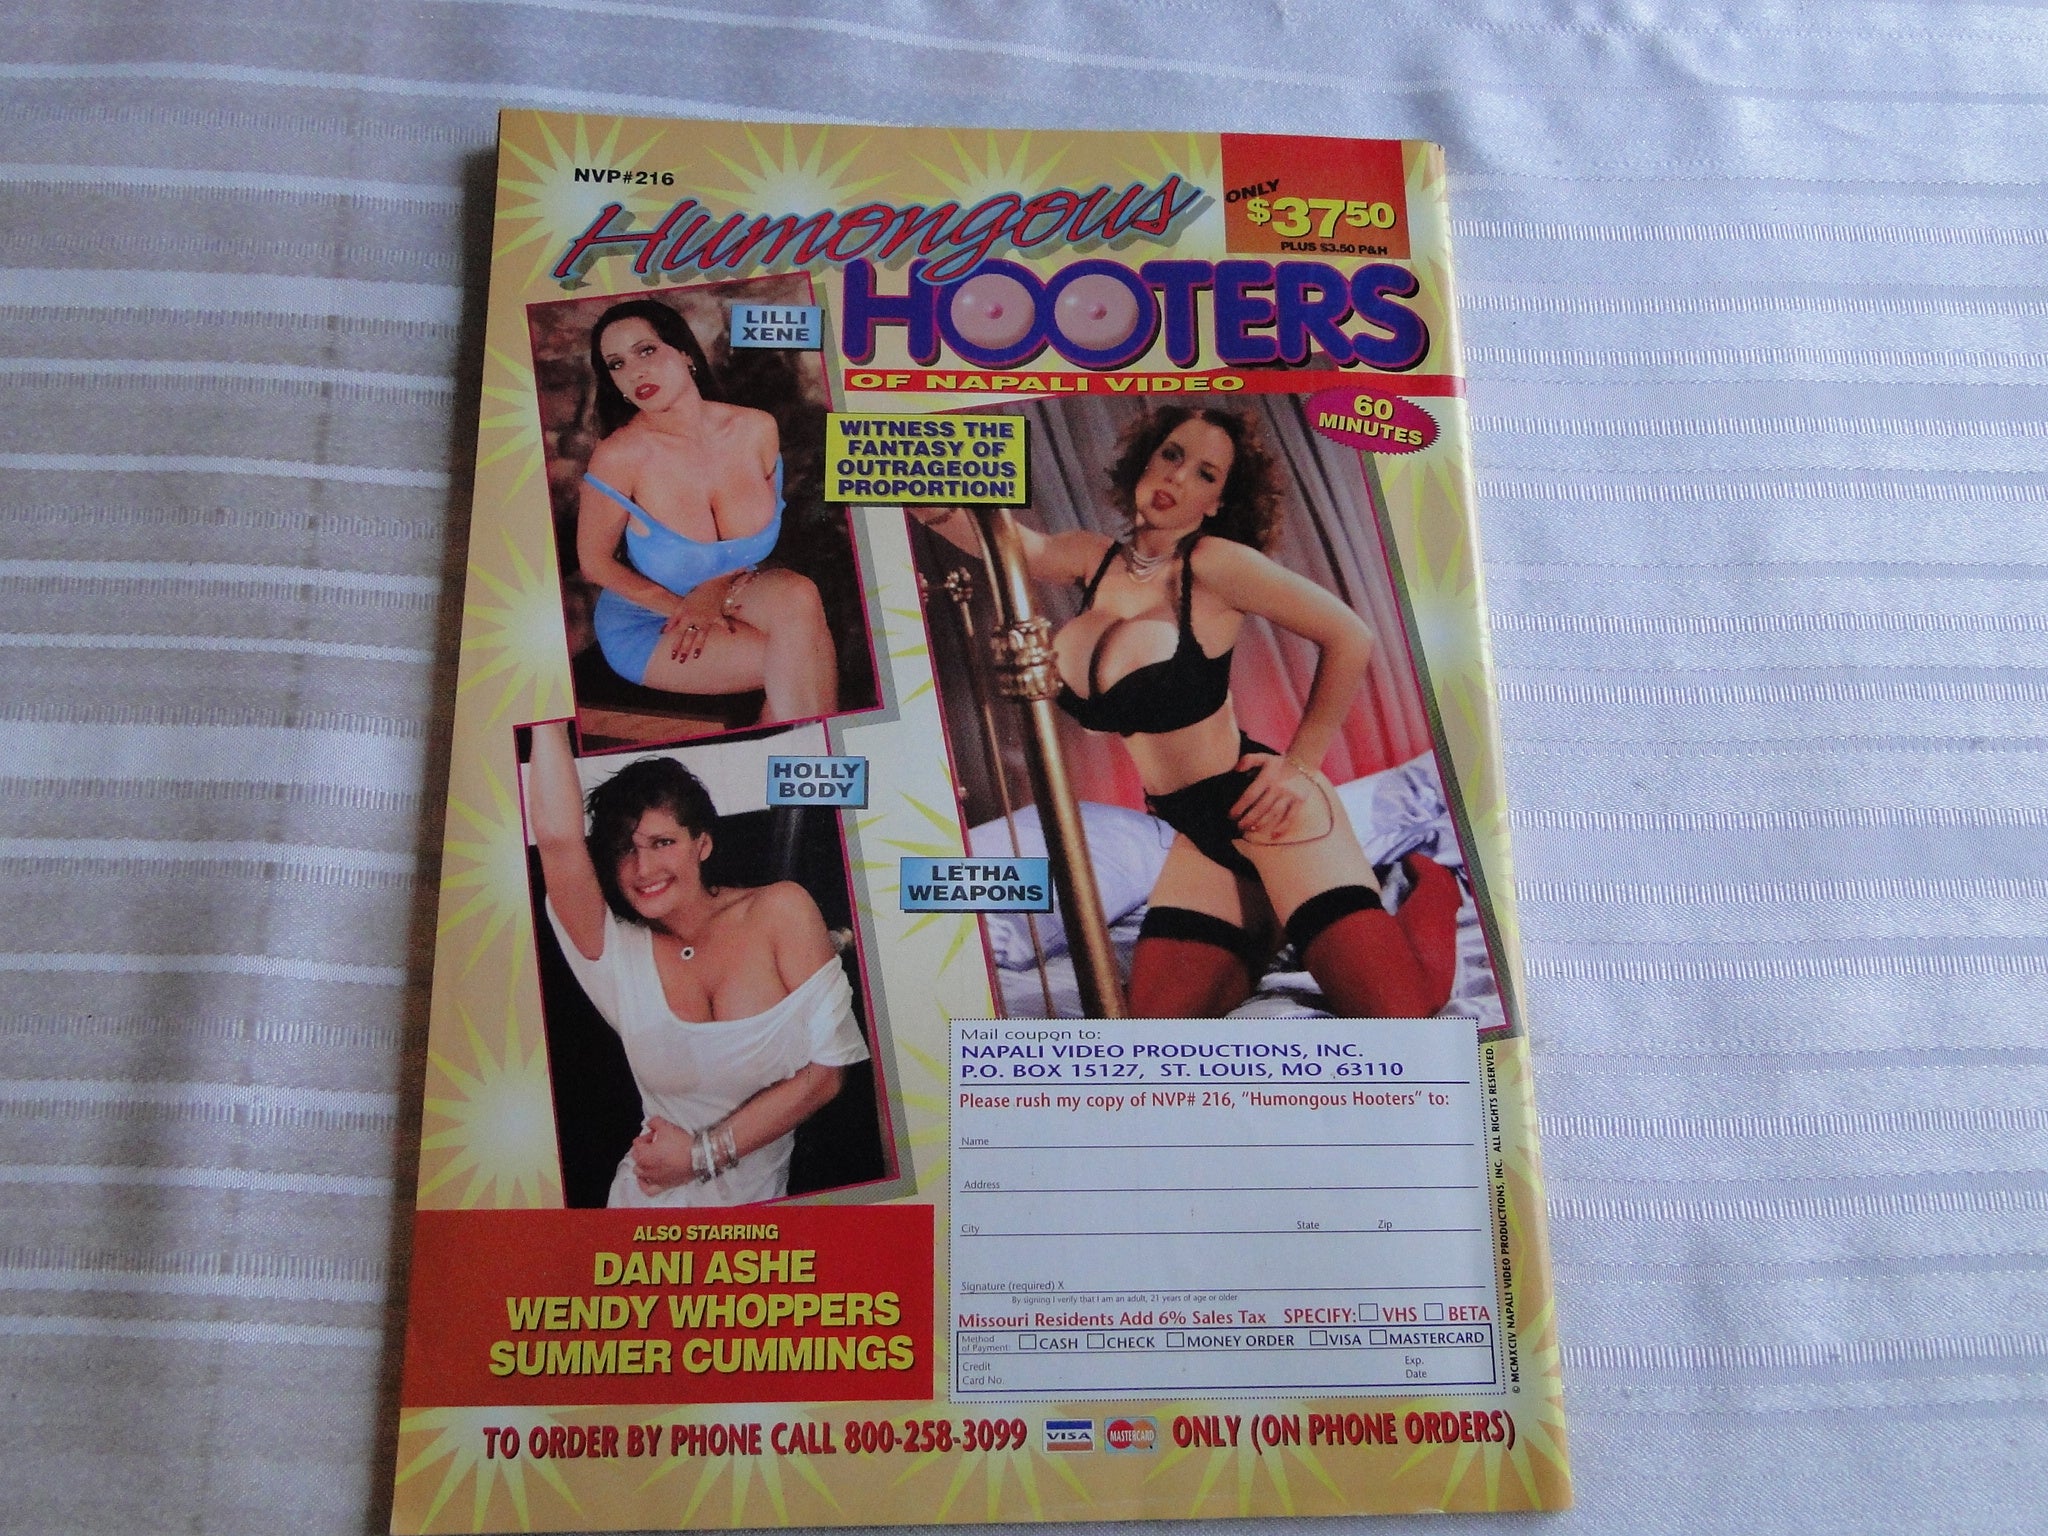 NVP#216
Humongous
HOOTERS
OF NAPALI VIDEO
ONLY
$3750
PLUS $3.50 P&H
LILLI
XENE
60
MINUTES
WITNESS THE
FANTASY OF
OUTRAGEOUS
PROPORTION!
HOLLY
BODY
LETHA
WEAPONS
ALSO STARRING
DANI ASHE
WENDY WHOPPERS
SUMMER CUMMINGS
Mail coupon to:
NAPALI VIDEO PRODUCTIONS, INC.
P.O. BOX 15127, ST. LOUIS, MO 63110
Please rush my copy of NVP# 216, "Humongous Hooters" to:
Name
Address
City State Zip
Signature (required) X
By signing I verify that I am an adult, 21 years of age or older.
Missouri Residents Add 6% Sales Tax SPECIFY: VHS BETA
Method
of Payment: CASH CHECK MONEY ORDER VISA MASTERCARD
Credit
Card No.
Exp.
Date
© MCMXCIV NAPALI VIDEO PRODUCTIONS, INC. ALL RIGHTS RESERVED.
TO ORDER BY PHONE CALL 800-258-3099 VISA MASTERCARD ONLY (ON PHONE ORDERS)